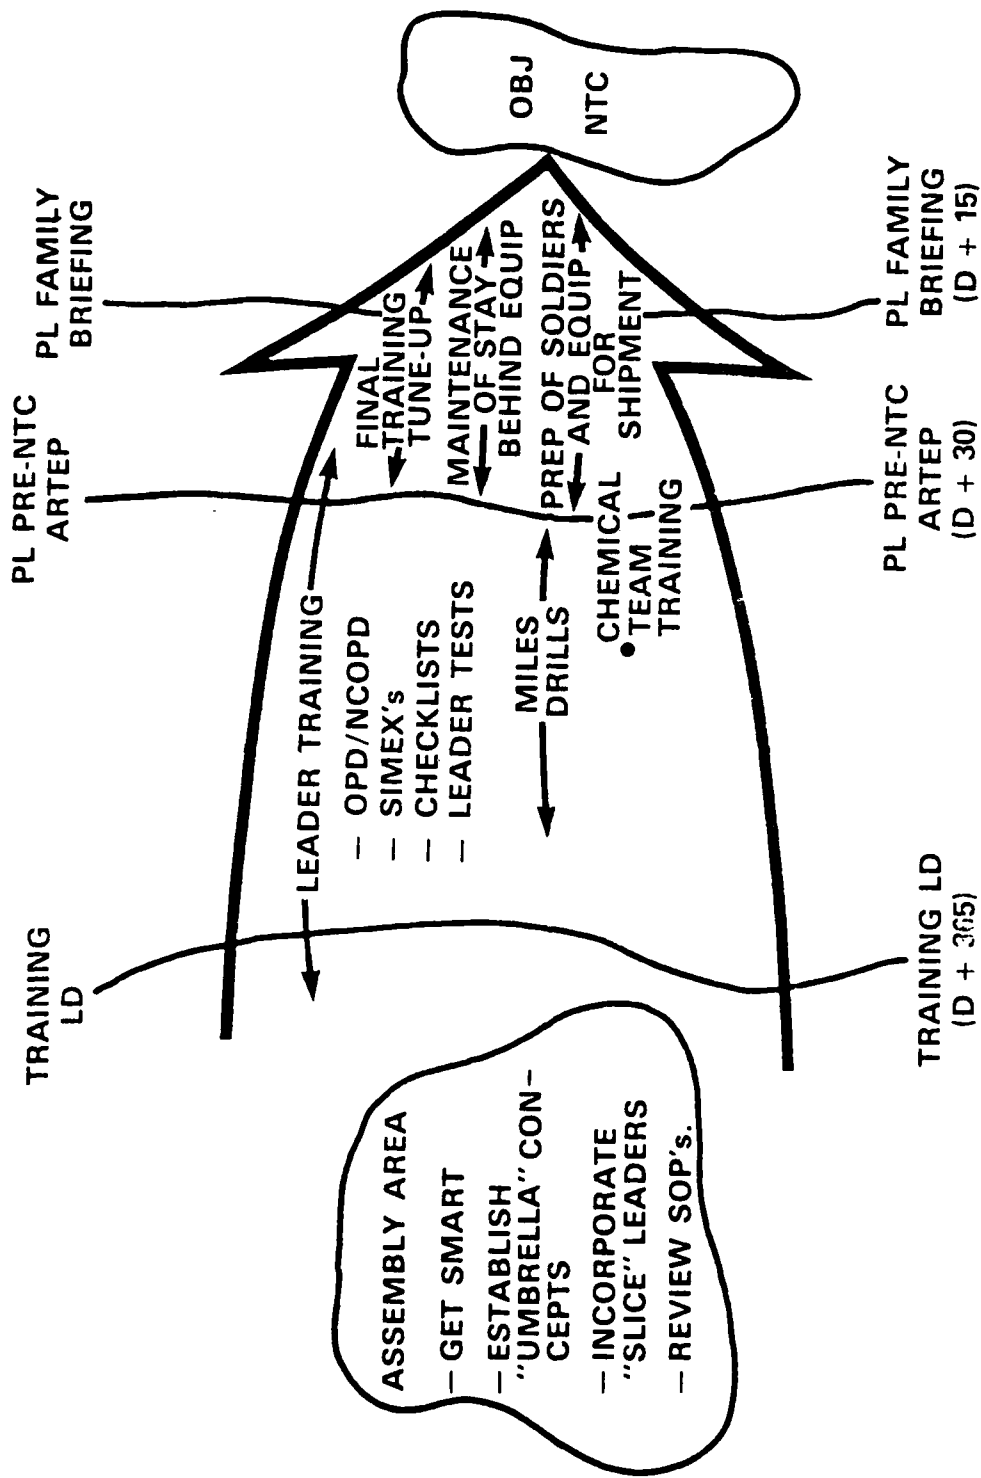 TRAINING
LD
PL PRE-NTC
ARTEP
PL FAMILY
BRIEFING
ASSEMBLY AREA
— GET SMART
— ESTABLISH
"UMBRELLA" CON-
CEPTS
— INCORPORATE
"SLICE" LEADERS
— REVIEW SOP's.
LEADER TRAINING
— OPD/NCOPD
— SIMEX's
— CHECKLISTS
— LEADER TESTS
MILES
DRILLS
CHEMICAL
• TEAM
TRAINING
FINAL
TRAINING
TUNE-UP
MAINTENANCE
OF STAY
BEHIND EQUIP
PREP OF SOLDIERS
AND EQUIP
FOR
SHIPMENT
OBJ
NTC
TRAINING LD
(D + 365)
PL PRE-NTC
ARTEP
(D + 30)
PL FAMILY
BRIEFING
(D + 15)